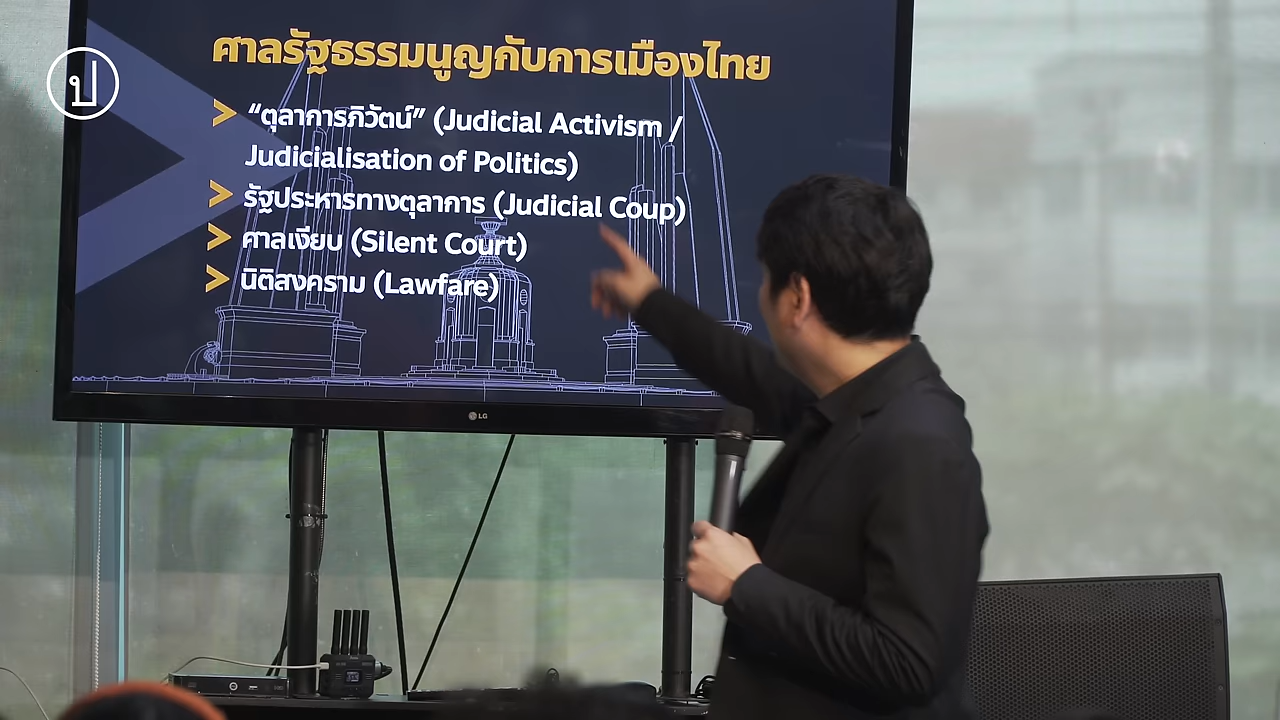 ป
ศาลรัฐธรรมนูญกับการเมืองไทย
“ตุลาการภิวัตน์” (Judicial Activism /
Judicialisation of Politics)
รัฐประหารทางตุลาการ (Judicial Coup)
ศาลเงียบ (Silent Court)
นิติสงคราม (Lawfare)
LG